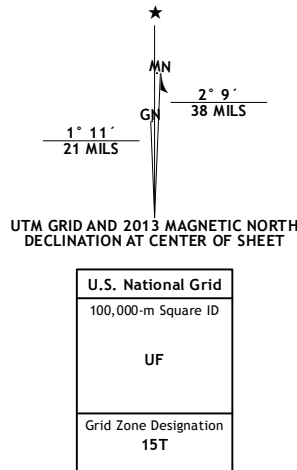 MN
2° 9´
38 MILS
GN
1° 11´
21 MILS
UTM GRID AND 2013 MAGNETIC NORTH
DECLINATION AT CENTER OF SHEET
U.S. National Grid
100,000-m Square ID
UF
Grid Zone Designation
15T